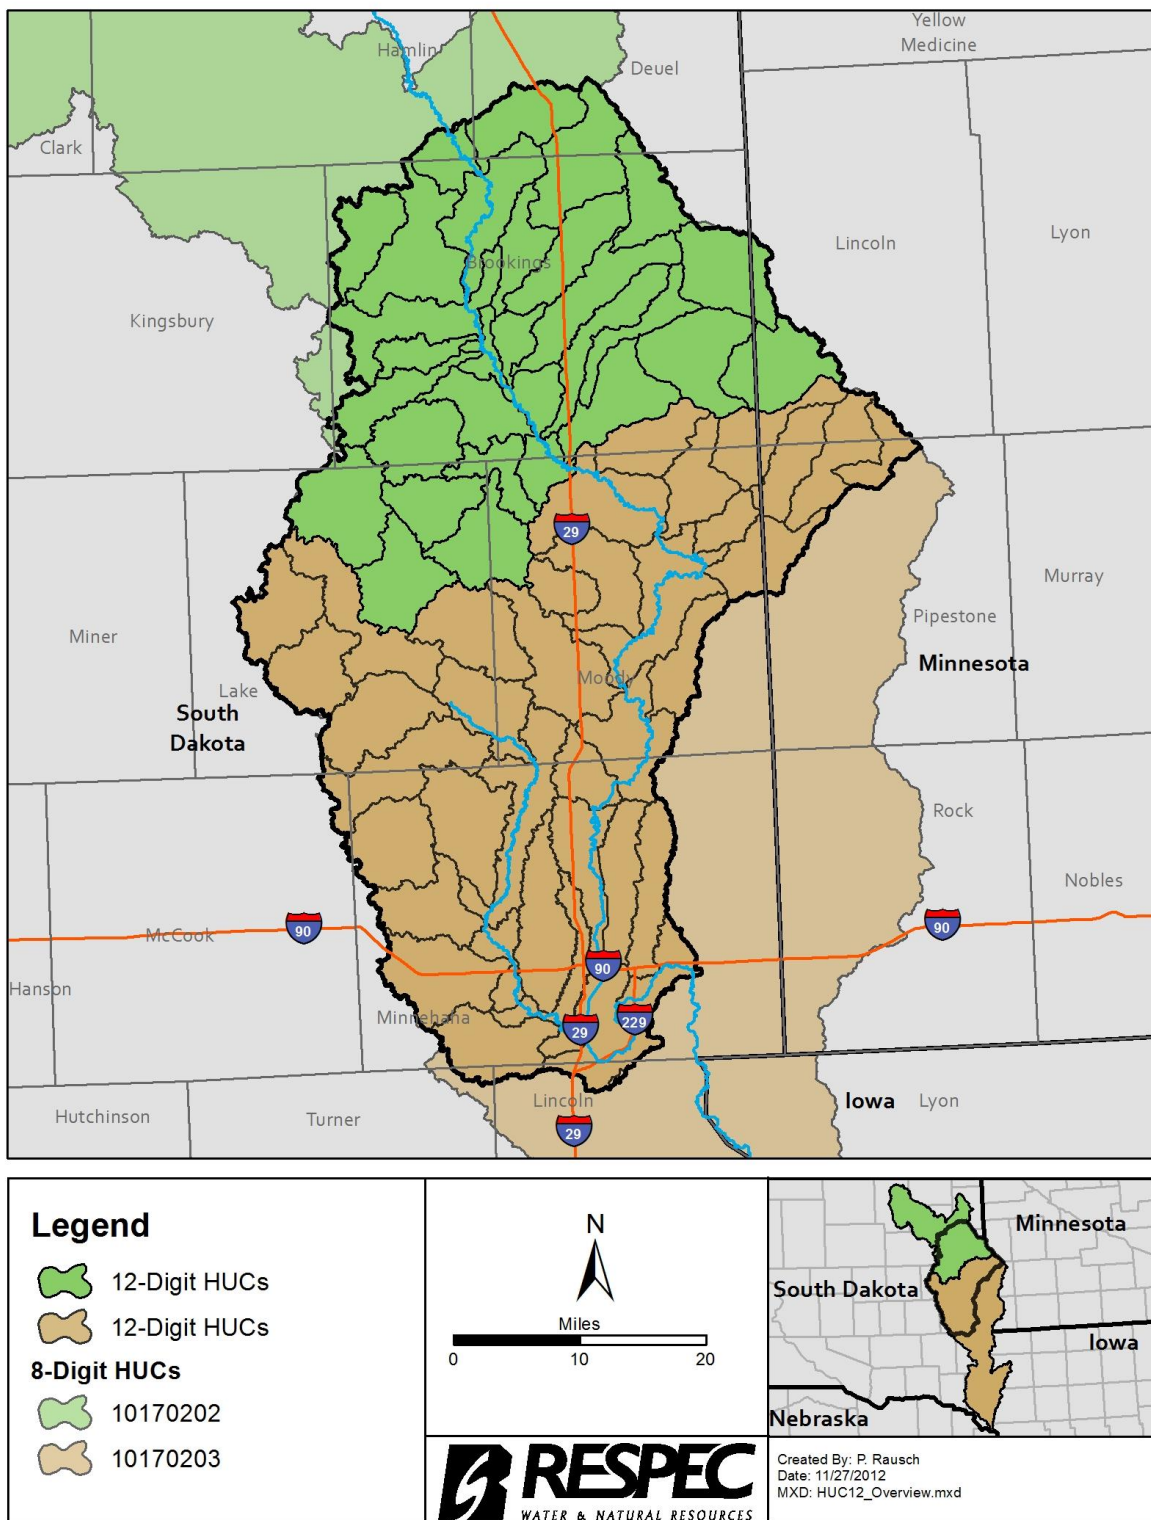 Yellow
Medicine
Hamlin
Deuel
Clark
Lincoln
Lyon
Brookings
Kingsbury
29
Murray
Pipestone
Miner
Minnesota
Moody
Lake
South
Dakota
Rock
Nobles
90
90
McCook
90
Hanson
Minnehaha
229
29
Iowa
Lyon
Lincoln
Hutchinson
Turner
29
Legend
12-Digit HUCs
12-Digit HUCs
8-Digit HUCs
10170202
10170203
N
Miles
0 10 20
Minnesota
South Dakota
Iowa
Nebraska
RESPEC
WATER & NATURAL RESOURCES
Created By: P. Rausch
Date: 11/27/2012
MXD: HUC12_Overview.mxd